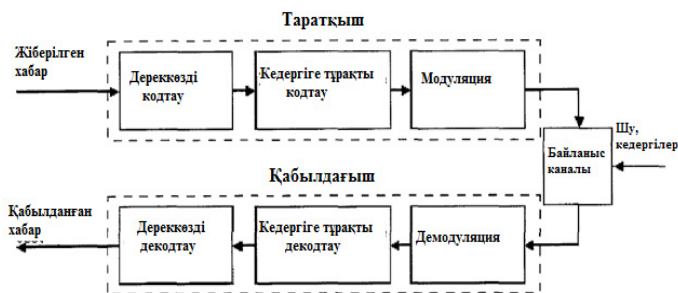 Таратқыш
Жіберілген
хабар
Дереккөзді
кодтау
Кедергіге тұрақты
кодтау
Модуляция
Шу,
кедергілер
Байланыс
каналы
Қабылдағыш
Қабылданған
хабар
Дереккөзді
декодтау
Кедергіге тұрақты
декодтау
Демодуляция